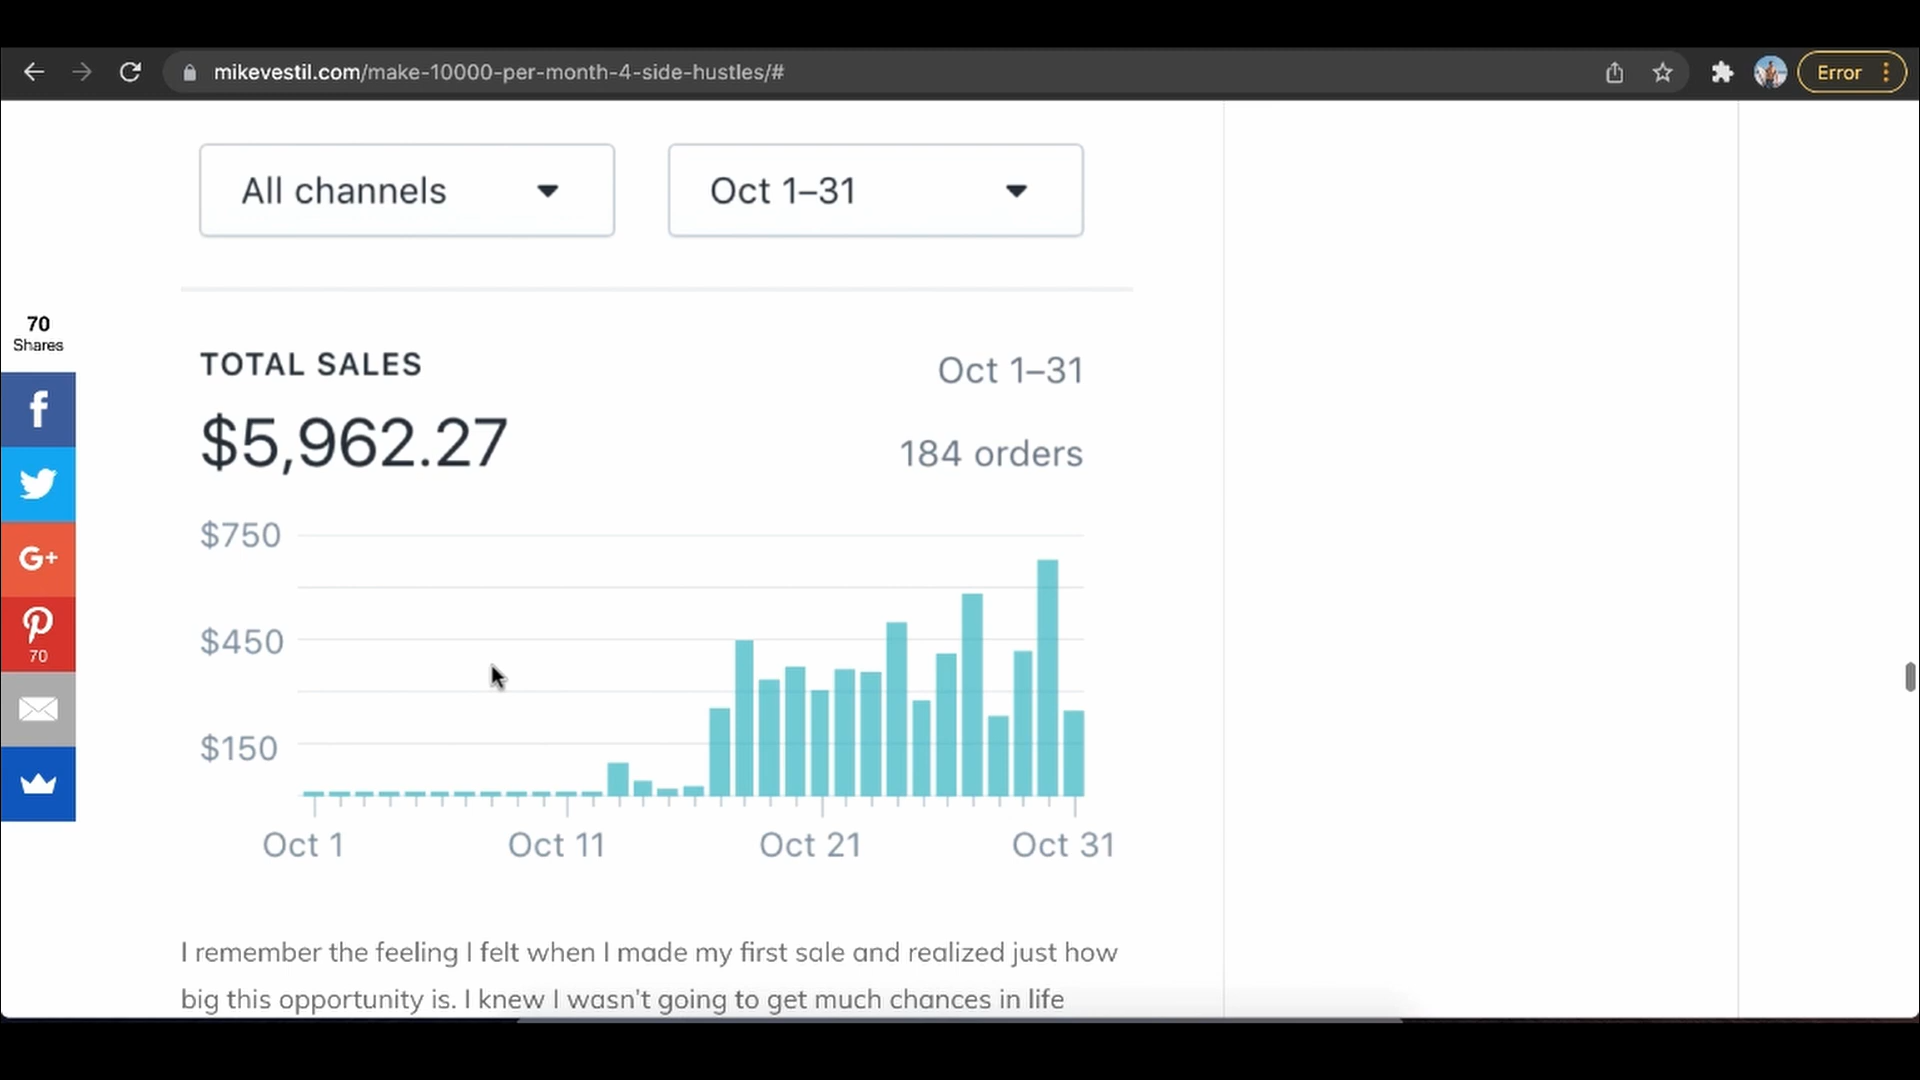 mikevestil.com/make-10000-per-month-4-side-hustles/#
Error
All channels
Oct 1–31
70
Shares
TOTAL SALES
Oct 1–31
$5,962.27
184 orders
f
G+
70
$750
$450
$150
Oct 1
Oct 11
Oct 21
Oct 31
I remember the feeling I felt when I made my first sale and realized just how
big this opportunity is. I knew I wasn't going to get much chances in life